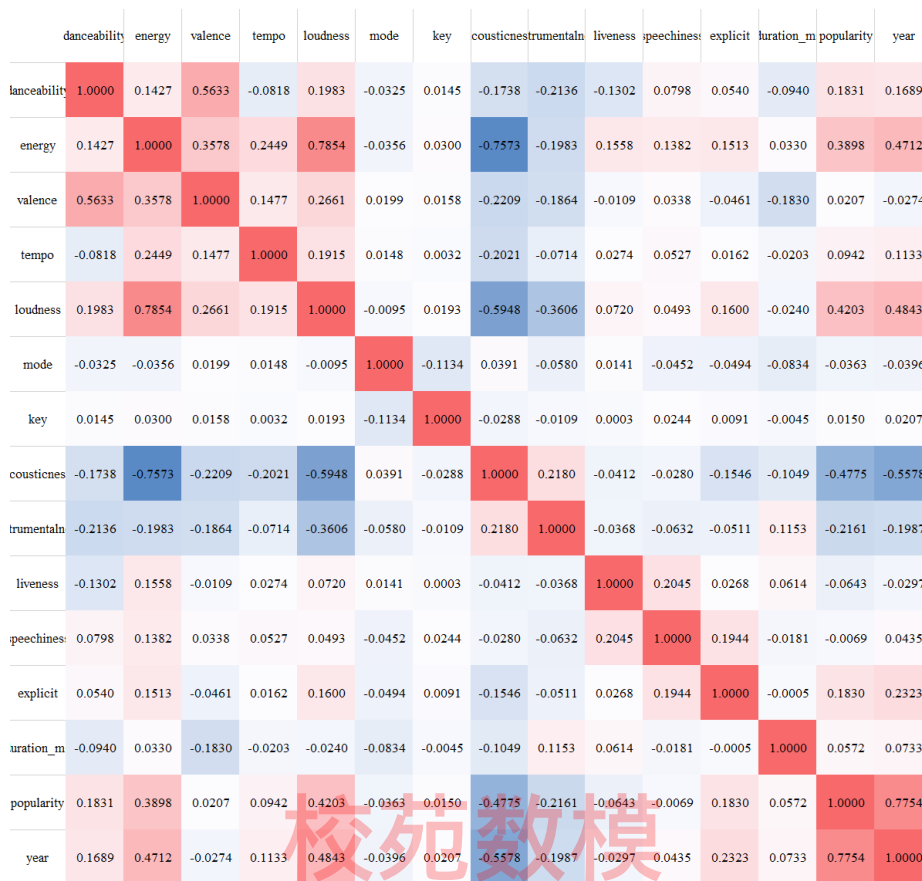 danceability energy valence tempo loudness mode key cousticnes trumentaln liveness speechiness explicit duration_m popularity year
danceability 1.0000 0.1427 0.5633 -0.0818 0.1983 -0.0325 0.0145 -0.1738 -0.2136 -0.1302 0.0798 0.0540 -0.0940 0.1831 0.1689
energy 0.1427 1.0000 0.3578 0.2449 0.7854 -0.0356 0.0300 -0.7573 -0.1983 0.1558 0.1382 0.1513 0.0330 0.3898 0.4712
valence 0.5633 0.3578 1.0000 0.1477 0.2661 0.0199 0.0158 -0.2209 -0.1864 -0.0109 0.0338 -0.0461 -0.1830 0.0207 -0.0274
tempo -0.0818 0.2449 0.1477 1.0000 0.1915 0.0148 0.0032 -0.2021 -0.0714 0.0274 0.0527 0.0162 -0.0203 0.0942 0.1133
loudness 0.1983 0.7854 0.2661 0.1915 1.0000 -0.0095 0.0193 -0.5948 -0.3606 0.0720 0.0493 0.1600 -0.0240 0.4203 0.4843
mode -0.0325 -0.0356 0.0199 0.0148 -0.0095 1.0000 -0.1134 0.0391 -0.0580 0.0141 -0.0452 -0.0494 -0.0834 -0.0363 -0.0396
key 0.0145 0.0300 0.0158 0.0032 0.0193 -0.1134 1.0000 -0.0288 -0.0109 0.0003 0.0244 0.0091 -0.0045 0.0150 0.0207
cousticnes -0.1738 -0.7573 -0.2209 -0.2021 -0.5948 0.0391 -0.0288 1.0000 0.2180 -0.0412 -0.0280 -0.1546 -0.1049 -0.4775 -0.5578
trumentaln -0.2136 -0.1983 -0.1864 -0.0714 -0.3606 -0.0580 -0.0109 0.2180 1.0000 -0.0368 -0.0632 -0.0511 0.1153 -0.2161 -0.1987
liveness -0.1302 0.1558 -0.0109 0.0274 0.0720 0.0141 0.0003 -0.0412 -0.0368 1.0000 0.2045 0.0268 0.0614 -0.0643 -0.0297
speechiness 0.0798 0.1382 0.0338 0.0527 0.0493 -0.0452 0.0244 -0.0280 -0.0632 0.2045 1.0000 0.1944 -0.0181 -0.0069 0.0435
explicit 0.0540 0.1513 -0.0461 0.0162 0.1600 -0.0494 0.0091 -0.1546 -0.0511 0.0268 0.1944 1.0000 -0.0005 0.1830 0.2323
uration_m -0.0940 0.0330 -0.1830 -0.0203 -0.0240 -0.0834 -0.0045 -0.1049 0.1153 0.0614 -0.0181 -0.0005 1.0000 0.0572 0.0733
popularity 0.1831 0.3898 0.0207 0.0942 0.4203 -0.0363 0.0150 -0.4775 -0.2161 -0.0643 -0.0069 0.1830 0.0572 1.0000 0.7754
year 0.1689 0.4712 -0.0274 0.1133 0.4843 -0.0396 0.0207 -0.5578 -0.1987 -0.0297 0.0435 0.2323 0.0733 0.7754 1.0000
校苑数模